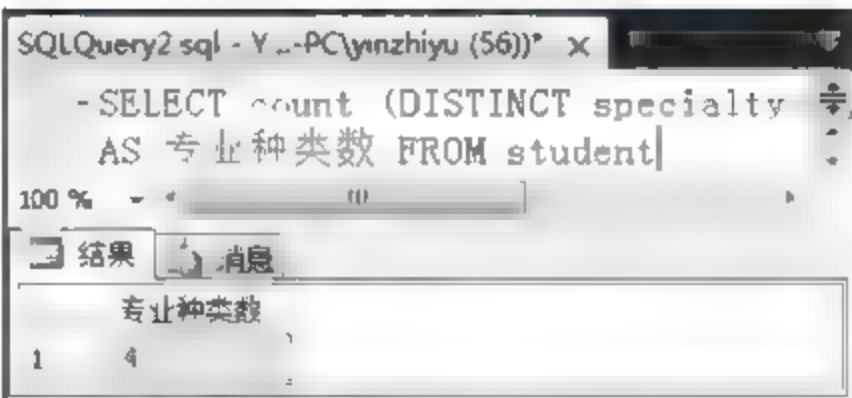 SQLQuery2.sql - Y...-PC\yinzhiyu (56))* ×
SELECT count (DISTINCT specialty
AS 专业种类数 FROM student
100 %
结果 消息
专业种类数
1 4